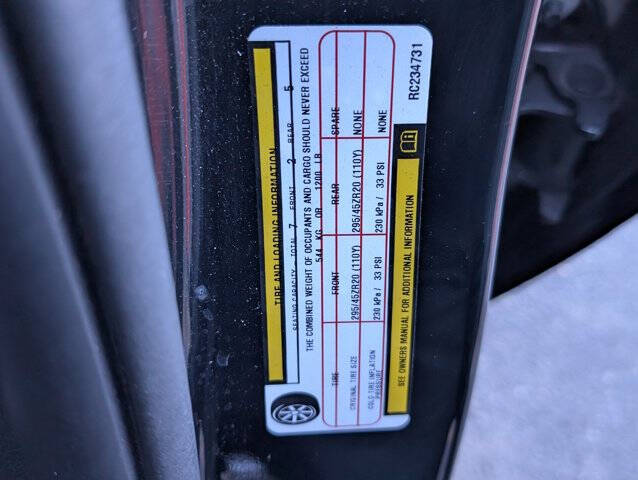 TIRE AND LOADING INFORMATION
SEATING CAPACITY TOTAL 7 FRONT 2 REAR 5
THE COMBINED WEIGHT OF OCCUPANTS AND CARGO SHOULD NEVER EXCEED
544 KG OR 1200 LB
TIRE FRONT REAR SPARE
ORIGINAL TIRE SIZE 295/45ZR20 (110Y) 295/45ZR20 (110Y) NONE
COLD TIRE INFLATION PRESSURE 230 kPa / 33 PSI 230 kPa / 33 PSI NONE
SEE OWNERS MANUAL FOR ADDITIONAL INFORMATION
RC234731